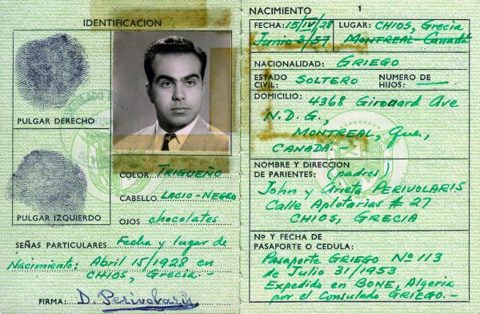 IDENTIFICACION
PULGAR DERECHO
PULGAR IZQUIERDO
COLOR: TRIGUEÑO
CABELLO: LACIO-NEGRO
OJOS chocolates
SEÑAS PARTICULARES Fecha y lugar de
Nacimiento: Abril 15/1928 en
CHIOS, Grecia.-
FIRMA: D. Perivolaris
NACIMIENTO 1
FECHA: 15/IV/28 LUGAR: CHIOS, Grecia
Junio 3/57 MONTREAL-Canadá
NACIONALIDAD: GRIEGO
ESTADO CIVIL: SOLTERO NUMERO DE HIJOS: —
DOMICILIO: 4368 Girouard Ave
N.D.G.,
MONTREAL, Que,
CANADA.-
NOMBRE Y DIRECCION
DE PARIENTES: (padres)
John y Arieta PERIVOLARIS
Calle Aplotarias # 27
CHIOS, GRECIA
Nº Y FECHA DE
PASAPORTE O CEDULA:
Pasaporte GRIEGO Nº 113
de Julio 31/1953
Expedido en BONE, Algeria
por el Consulado GRIEGO.-